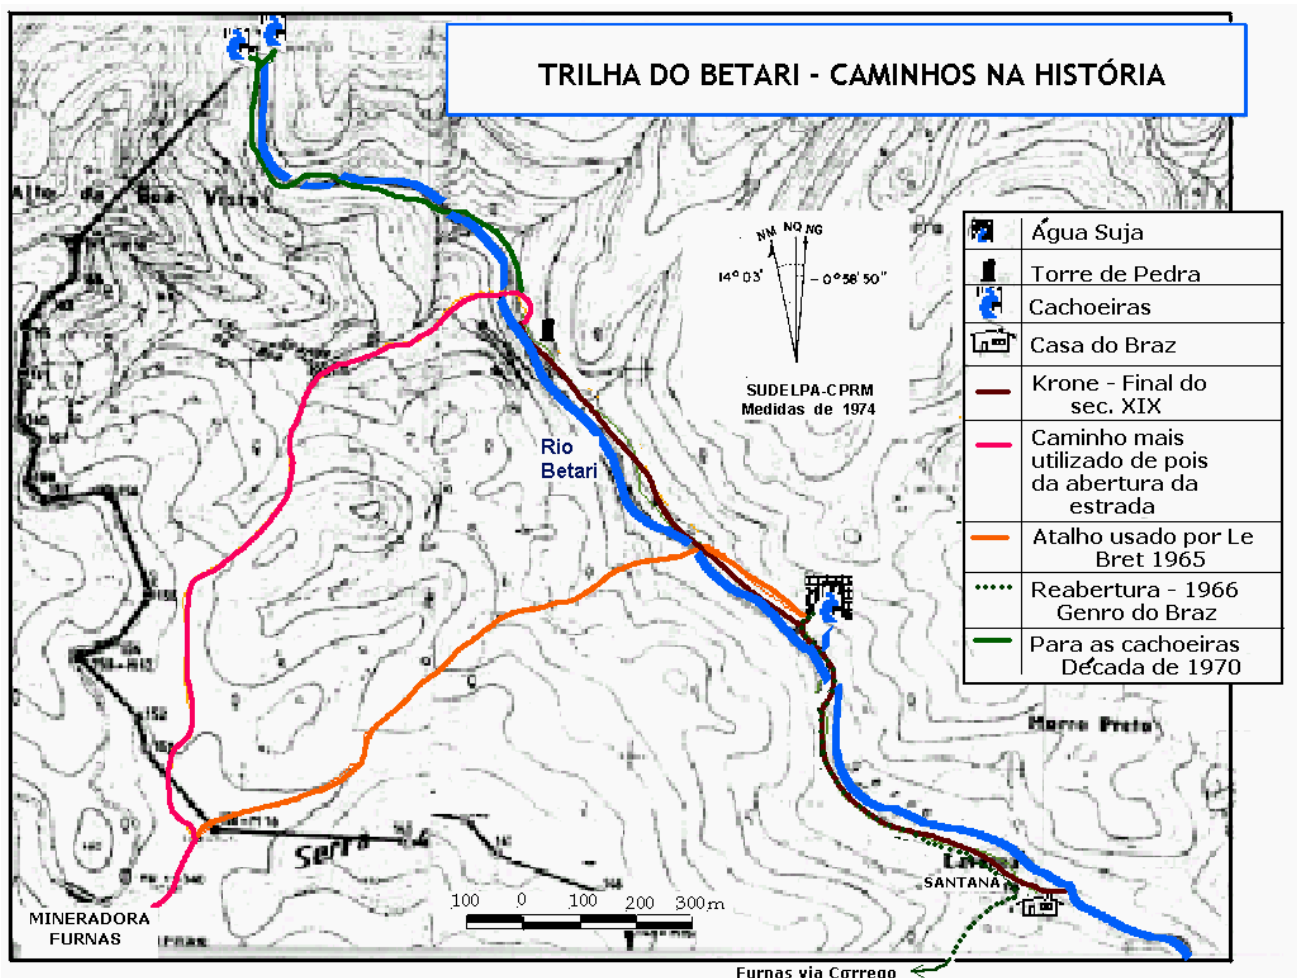 TRILHA DO BETARI - CAMINHOS NA HISTÓRIA
Alto da Boa Vista
NM NQ NG
14° 03'
0° 58' 50"
SUDELPA-CPRM
Medidas de 1974
Água Suja
Torre de Pedra
Cachoeiras
Casa do Braz
Krone - Final do
sec. XIX
Caminho mais
utilizado de pois
da abertura da
estrada
Atalho usado por Le
Bret 1965
Reabertura - 1966
Genro do Braz
Para as cachoeiras
Década de 1970
Rio
Betari
Morro Preto
152
Serra
SANTANA
100 0 100 200 300 m
MINERADORA
FURNAS
Furnas via Corrego